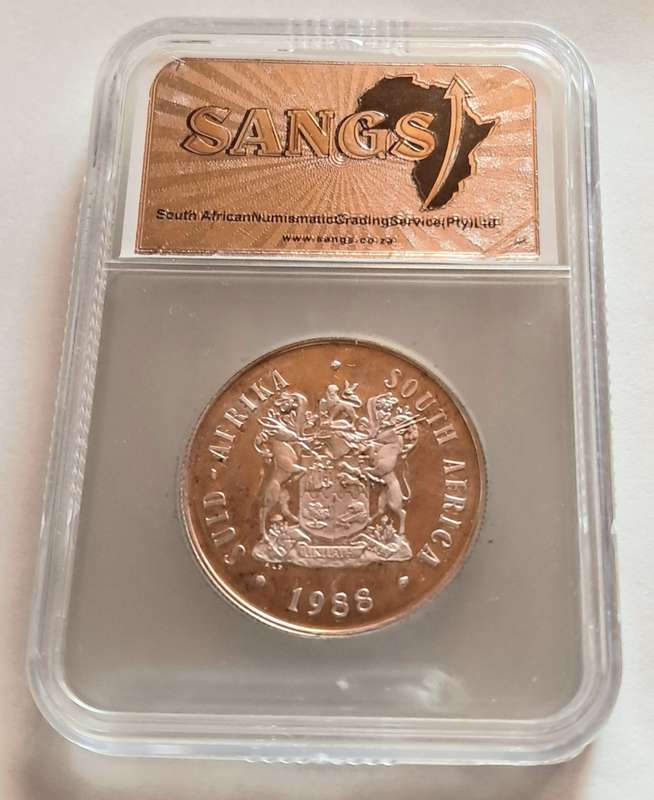 SANGS
South AfricanNumismaticGradingService(Pty)Ltd
www.sangs.co.za
SUID - AFRIKA
SOUTH AFRICA
1988